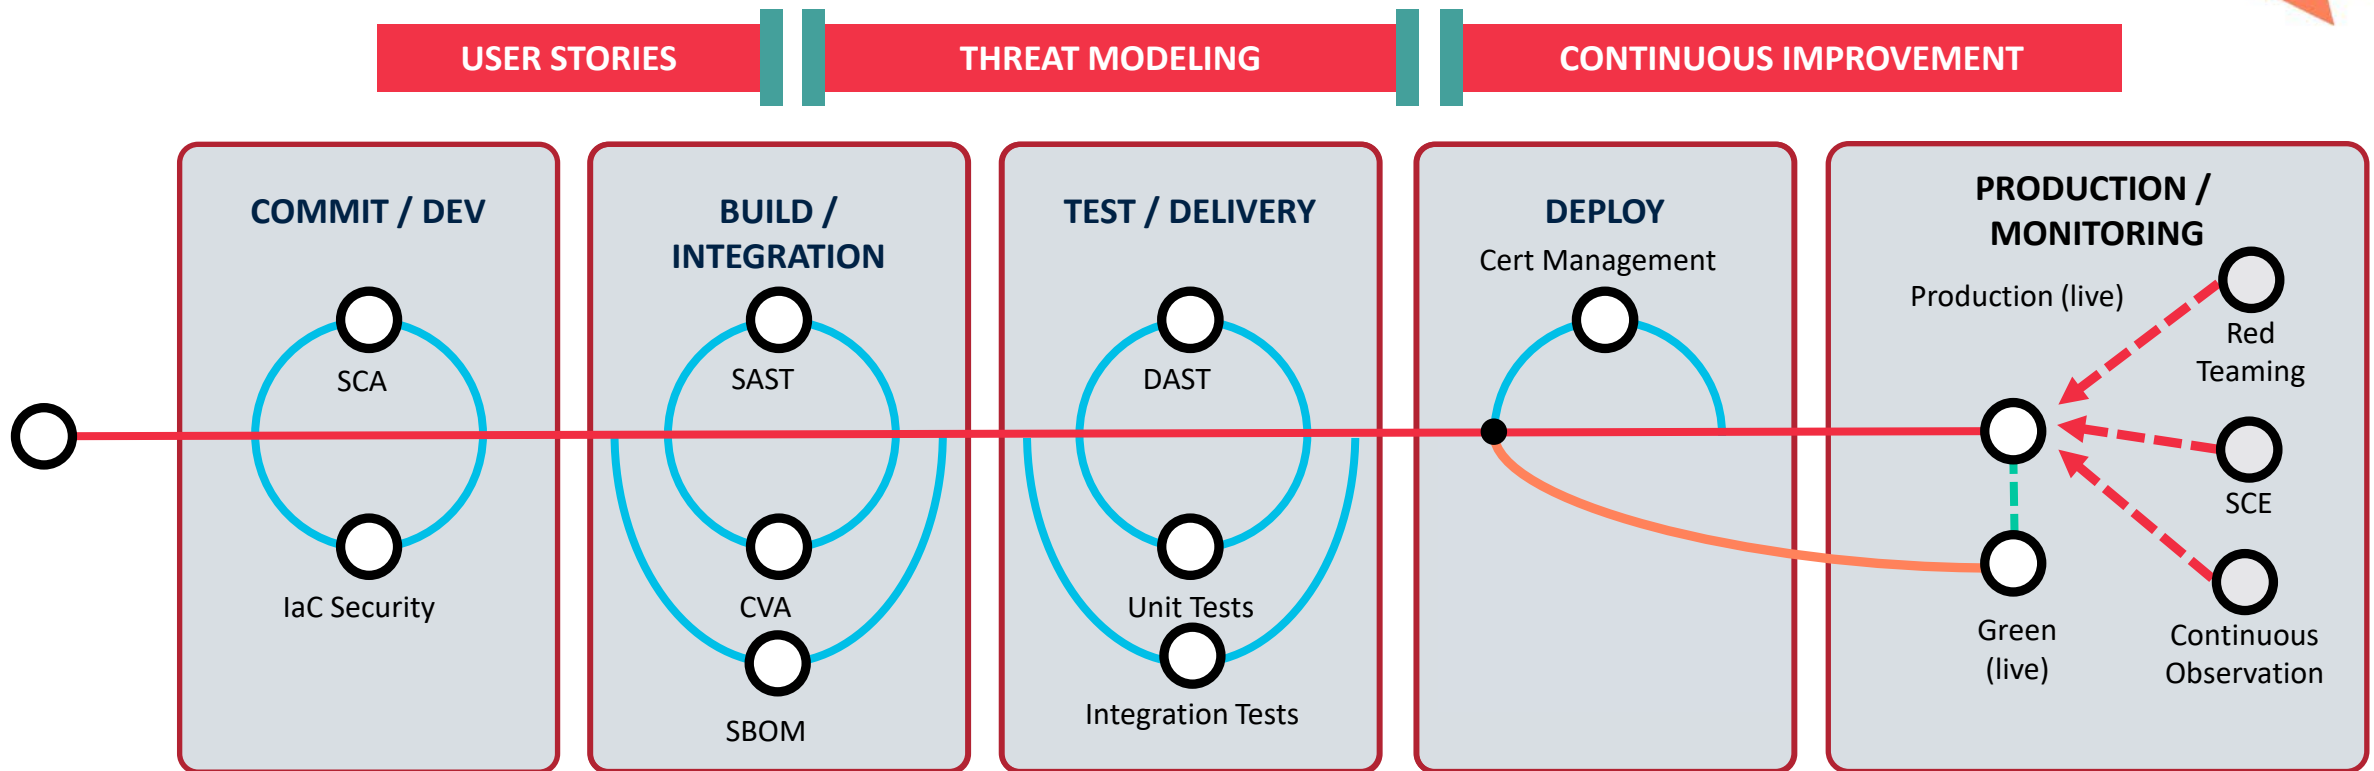 USER STORIES
THREAT MODELING
CONTINUOUS IMPROVEMENT
COMMIT / DEV
SCA
IaC Security
BUILD /
INTEGRATION
SAST
CVA
SBOM
TEST / DELIVERY
DAST
Unit Tests
Integration Tests
DEPLOY
Cert Management
PRODUCTION /
MONITORING
Production (live)
Red
Teaming
SCE
Green
(live)
Continuous
Observation